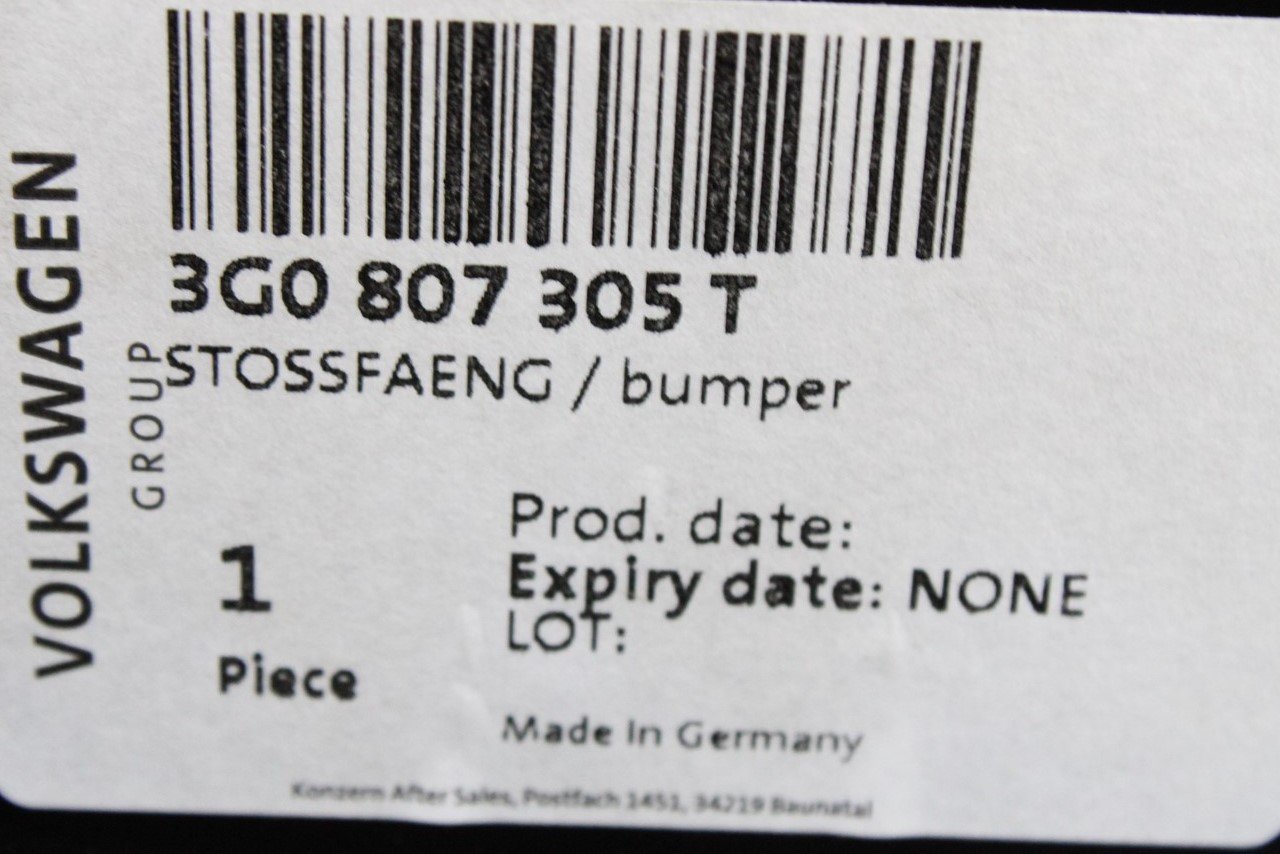 VOLKSWAGEN
GROUP
3G0 807 305 T
STOSSFAENG / bumper
1
Piece
Prod. date:
Expiry date: NONE
LOT:
Made In Germany
Konzern After Sales, Postfach 1451, 34219 Baunatal